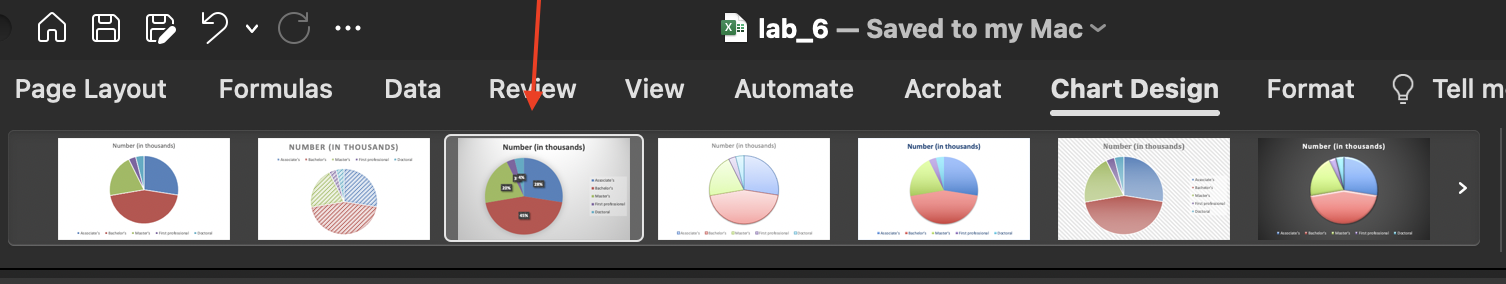 lab_6 — Saved to my Mac
Page Layout Formulas Data Review View Automate Acrobat Chart Design Format Tell m
Number (in thousands)
Associate's Bachelor's Master's First professional Doctoral
NUMBER (IN THOUSANDS)
Associate's Bachelor's Master's First professional Doctoral
Number (in thousands)
28%
45%
20%
Associate's
Bachelor's
Master's
First professional
Doctoral
Number (in thousands)
Associate's Bachelor's Master's First professional Doctoral
Number (in thousands)
Associate's Bachelor's Master's First professional Doctoral
Number (in thousands)
Associate's
Bachelor's
Master's
First professional
Doctoral
Number (in thousands)
Associate's Bachelor's Master's First professional Doctoral